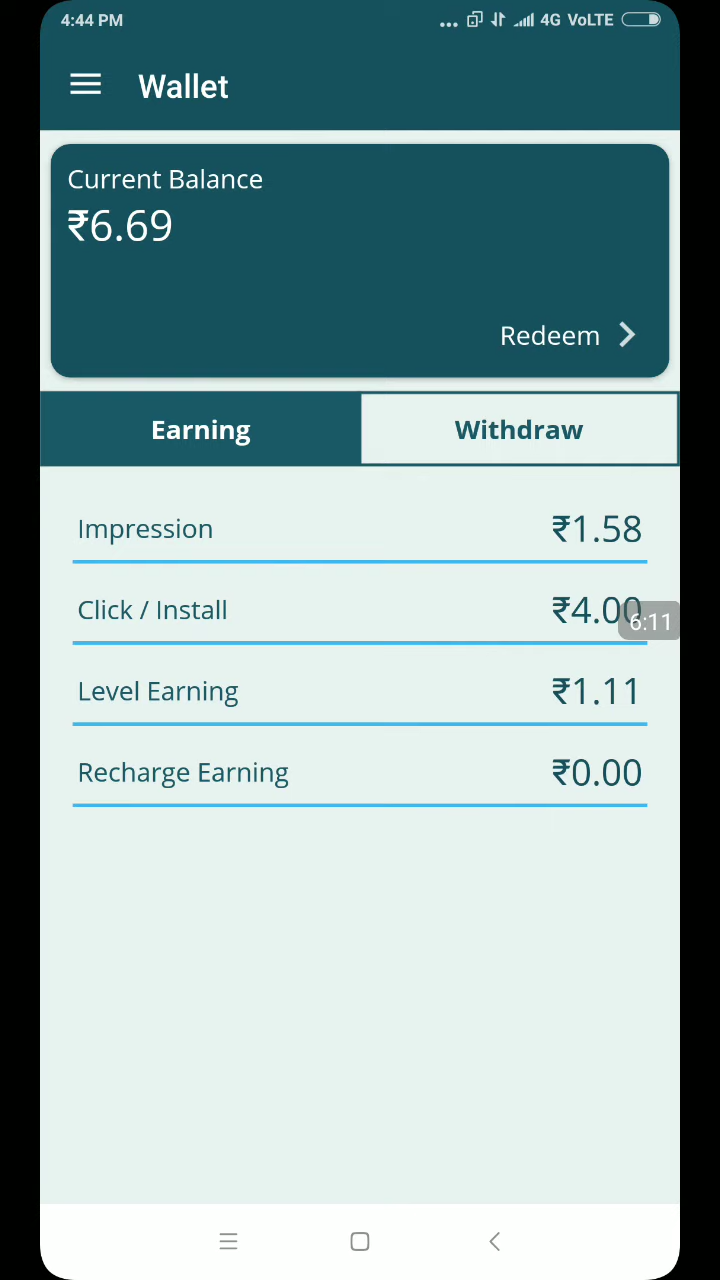 4:44 PM
... 4G VoLTE
Wallet
Current Balance
₹6.69
Redeem
Earning
Withdraw
Impression ₹1.58
Click / Install ₹4.00
6:11
Level Earning ₹1.11
Recharge Earning ₹0.00